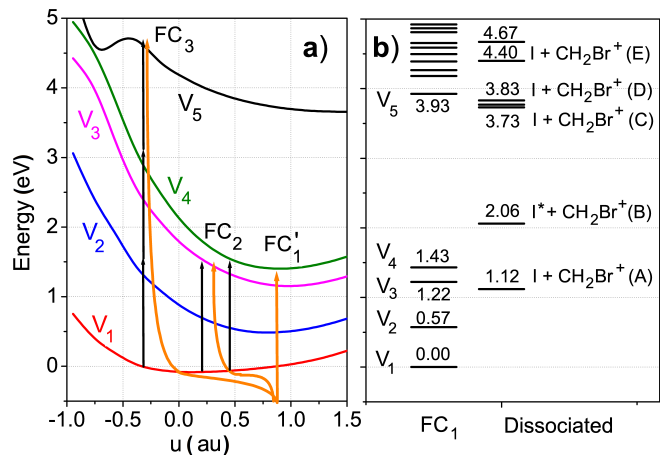 a)
Energy (eV)
5
4
3
2
1
0
-1.0
-0.5
0.0
0.5
1.0
1.5
u (au)
FC₃
V₅
V₃
V₄
V₂
FC₂
FC₁'
V₁
b)
4.67
4.40 I + CH₂Br⁺ (E)
V₅ 3.93
3.83 I + CH₂Br⁺ (D)
3.73 I + CH₂Br⁺ (C)
2.06 I* + CH₂Br⁺ (B)
V₄ 1.43
V₃ 1.22
1.12 I + CH₂Br⁺ (A)
V₂ 0.57
V₁ 0.00
FC₁ Dissociated